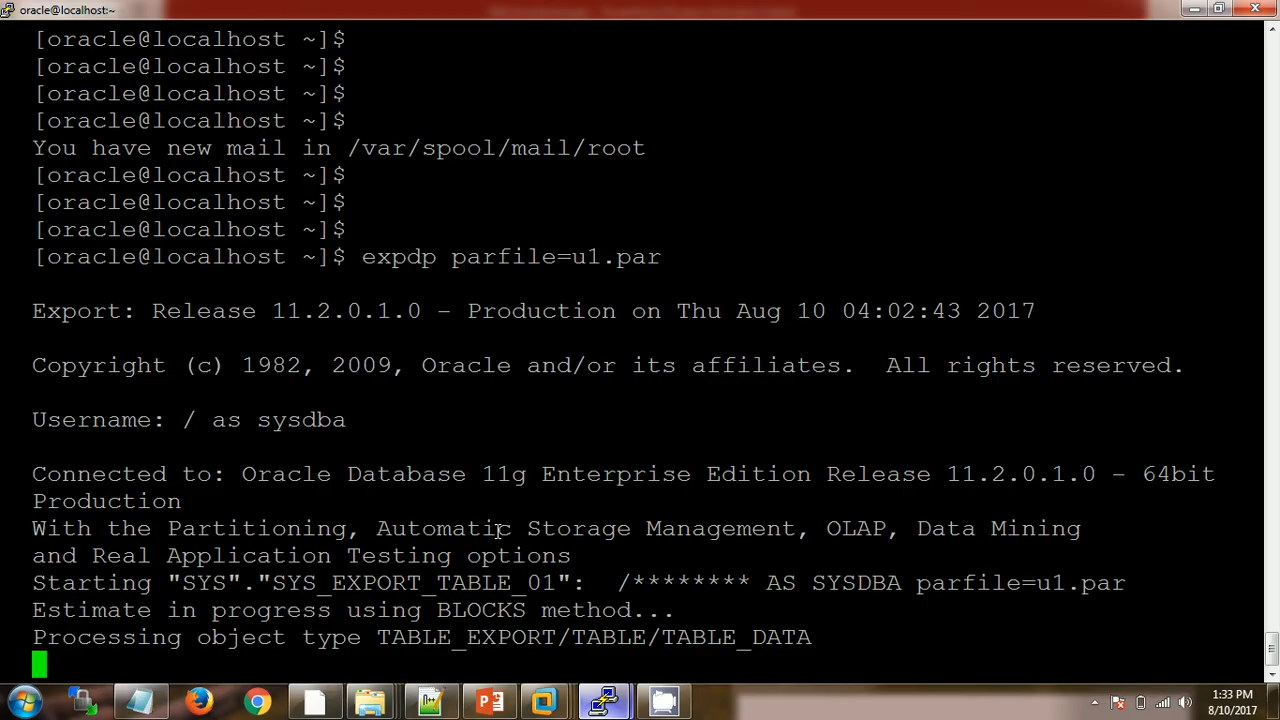 oracle@localhost:~
[oracle@localhost ~]$
[oracle@localhost ~]$
[oracle@localhost ~]$
[oracle@localhost ~]$
You have new mail in /var/spool/mail/root
[oracle@localhost ~]$
[oracle@localhost ~]$
[oracle@localhost ~]$
[oracle@localhost ~]$ expdp parfile=u1.par
Export: Release 11.2.0.1.0 - Production on Thu Aug 10 04:02:43 2017
Copyright (c) 1982, 2009, Oracle and/or its affiliates.  All rights reserved.
Username: / as sysdba
Connected to: Oracle Database 11g Enterprise Edition Release 11.2.0.1.0 - 64bit
Production
With the Partitioning, Automatic Storage Management, OLAP, Data Mining
and Real Application Testing options
Starting "SYS"."SYS_EXPORT_TABLE_01":  /******** AS SYSDBA parfile=u1.par
Estimate in progress using BLOCKS method...
Processing object type TABLE_EXPORT/TABLE/TABLE_DATA
1:33 PM
8/10/2017